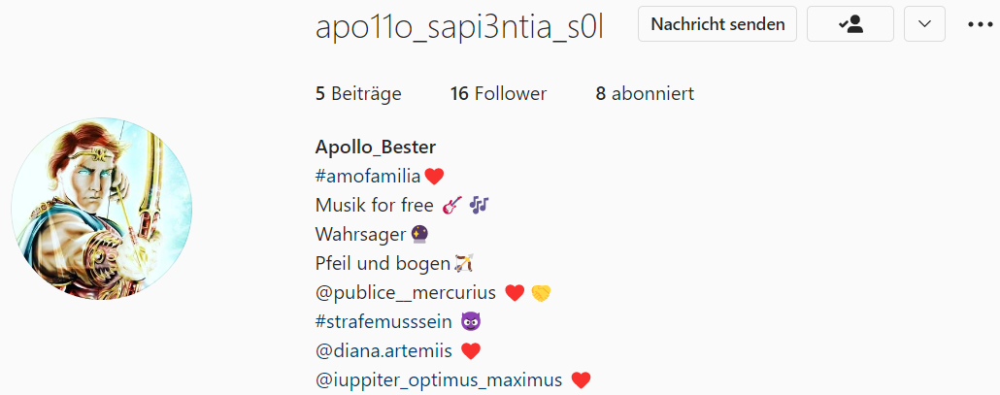 apo11o_sapi3ntia_s0l
Nachricht senden
5 Beiträge 16 Follower 8 abonniert
Apollo_Bester
#amofamilia❤️
Musik for free 🎸🎶
Wahrsager🔮
Pfeil und bogen🏹
@publice__mercurius ❤️🤝
#strafemusssein 😈
@diana.artemiis ❤️
@iuppiter_optimus_maximus ❤️